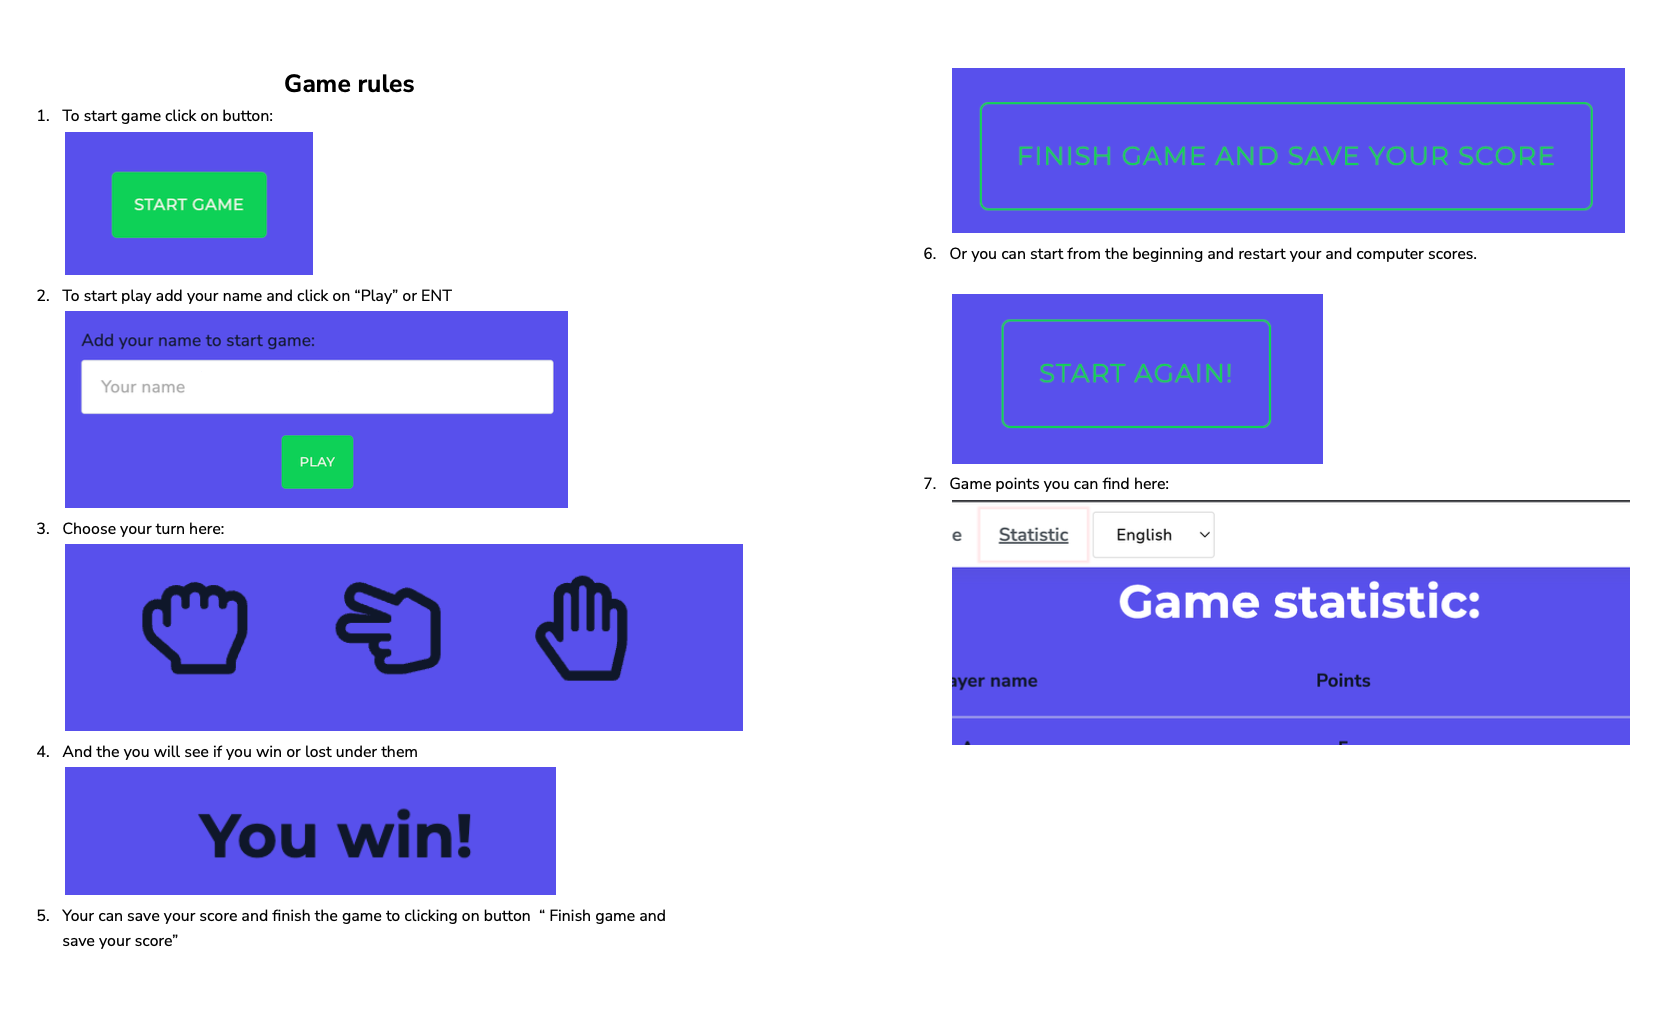 Game rules
1. To start game click on button:
START GAME
2. To start play add your name and click on “Play” or ENT
Add your name to start game:
Your name
PLAY
3. Choose your turn here:
4. And the you will see if you win or lost under them
You win!
5. Your can save your score and finish the game to clicking on button “ Finish game and
save your score”
FINISH GAME AND SAVE YOUR SCORE
6. Or you can start from the beginning and restart your and computer scores.
START AGAIN!
7. Game points you can find here:
e Statistic English
Game statistic:
ayer name Points